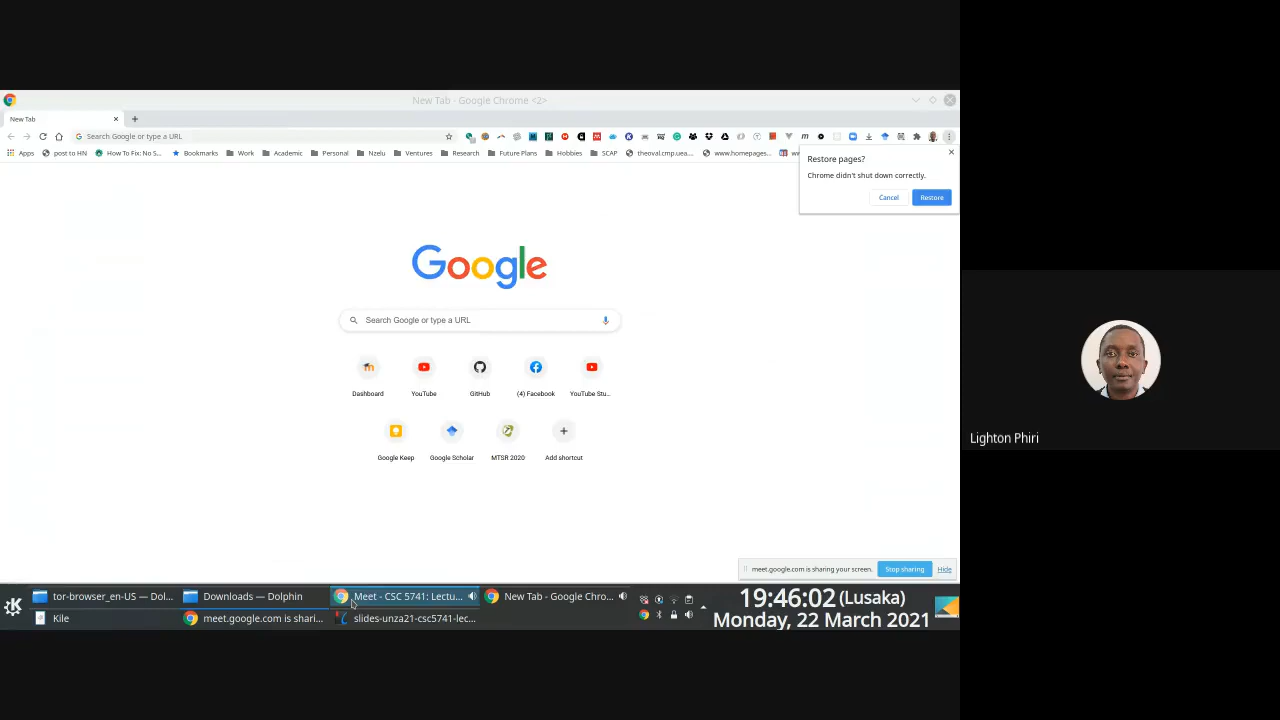 New Tab - Google Chrome <2>
New Tab
Search Google or type a URL
Apps post to HN How To Fix: No S... Bookmarks Work Academic Personal Nzelu Ventures Research Future Plans Hobbies SCAP theoval.cmp.uea.... www.homepages...
Restore pages?
Chrome didn't shut down correctly.
Cancel Restore
Google
Search Google or type a URL
Dashboard YouTube GitHub (4) Facebook YouTube Stu...
Google Keep Google Scholar MTSR 2020 Add shortcut
Lighton Phiri
meet.google.com is sharing your screen. Stop sharing Hide
tor-browser_en-US — Dol... Downloads — Dolphin Meet - CSC 5741: Lectu... New Tab - Google Chro...
Kile meet.google.com is shari... slides-unza21-csc5741-lec...
19:46:02 (Lusaka)
Monday, 22 March 2021